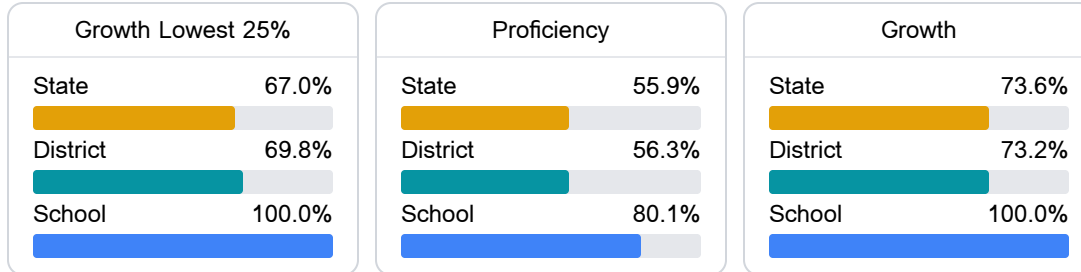 Growth Lowest 25%
State 67.0%
District 69.8%
School 100.0%
Proficiency
State 55.9%
District 56.3%
School 80.1%
Growth
State 73.6%
District 73.2%
School 100.0%